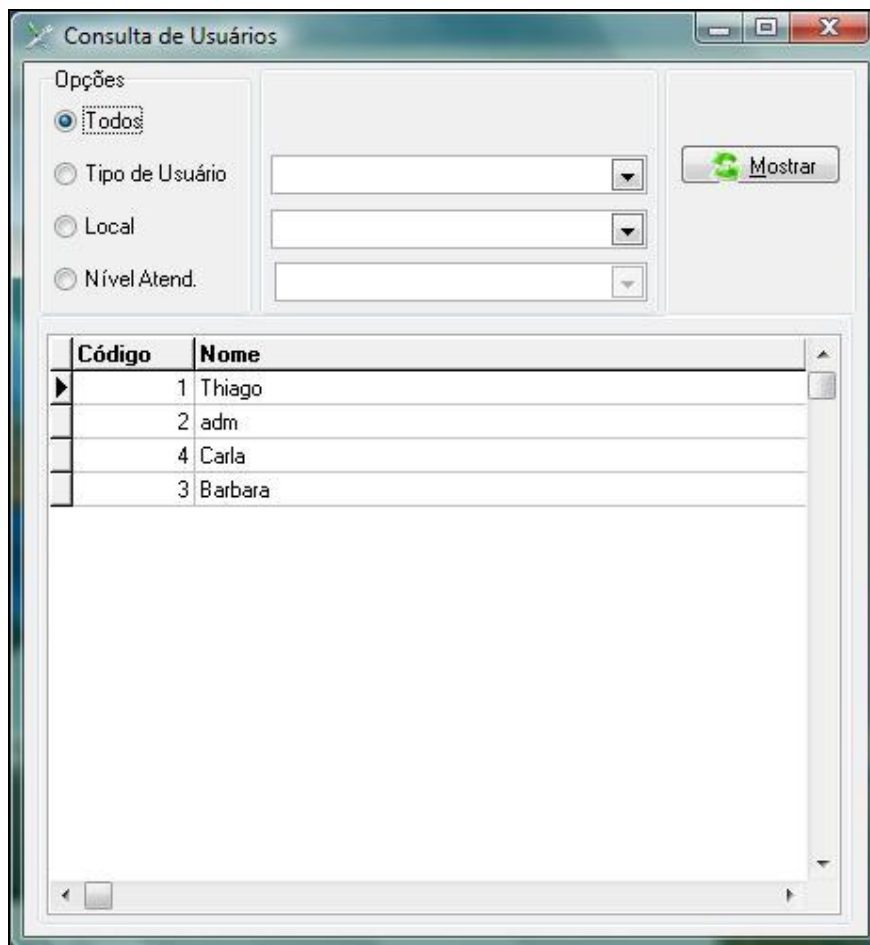 Consulta de Usuários
Opções
Todos
Tipo de Usuário
Mostrar
Local
Nível Atend.
Código Nome
1 Thiago
2 adm
4 Carla
3 Barbara